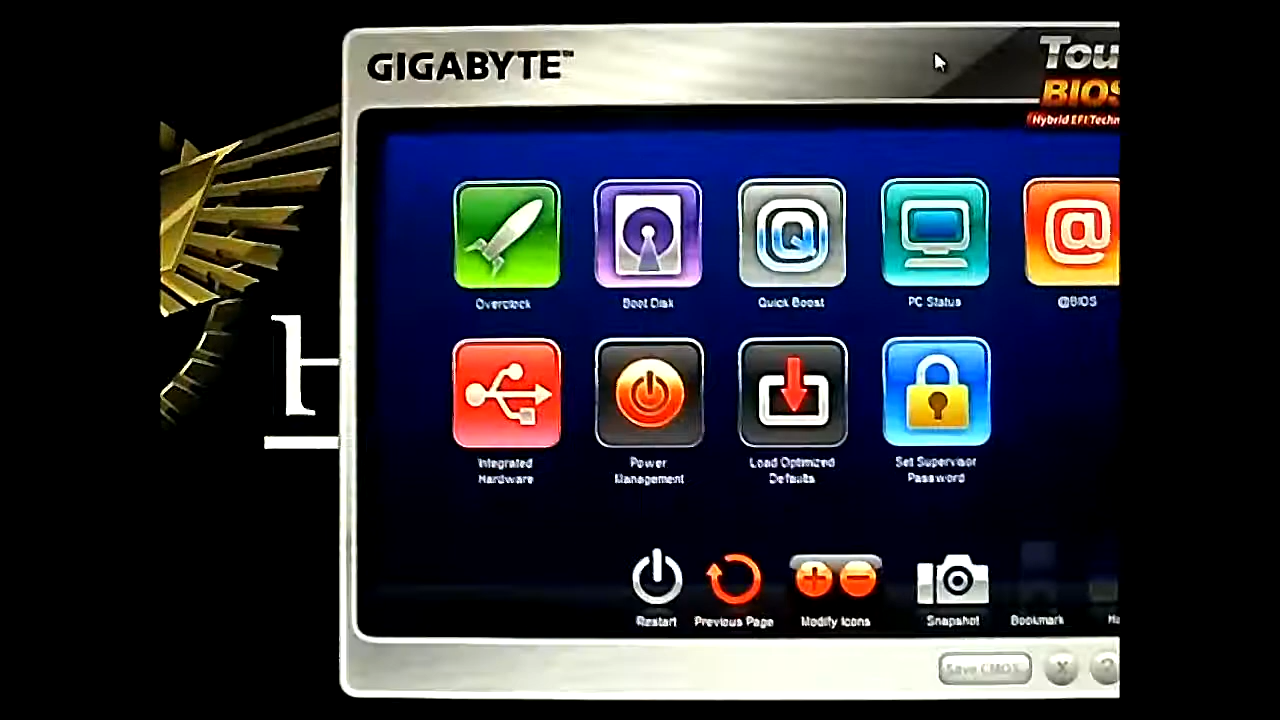 GIGABYTE™
Tou
BIOS
Hybrid EFI Techn
Overclock
Boot Disk
Quick Boost
PC Status
@BIOS
Integrated
Hardware
Power
Management
Load Optimized
Defaults
Set Supervisor
Password
Restart
Previous Page
Modify Icons
Snapshot
Bookmark
Save CMOS
X
?